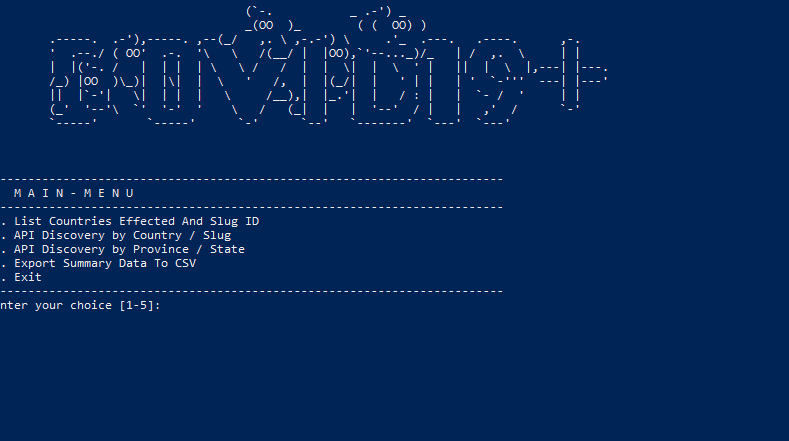 COVID19+
M A I N - M E N U
. List Countries Effected And Slug ID
. API Discovery by Country / Slug
. API Discovery by Province / State
. Export Summary Data To CSV
. Exit
nter your choice [1-5]: